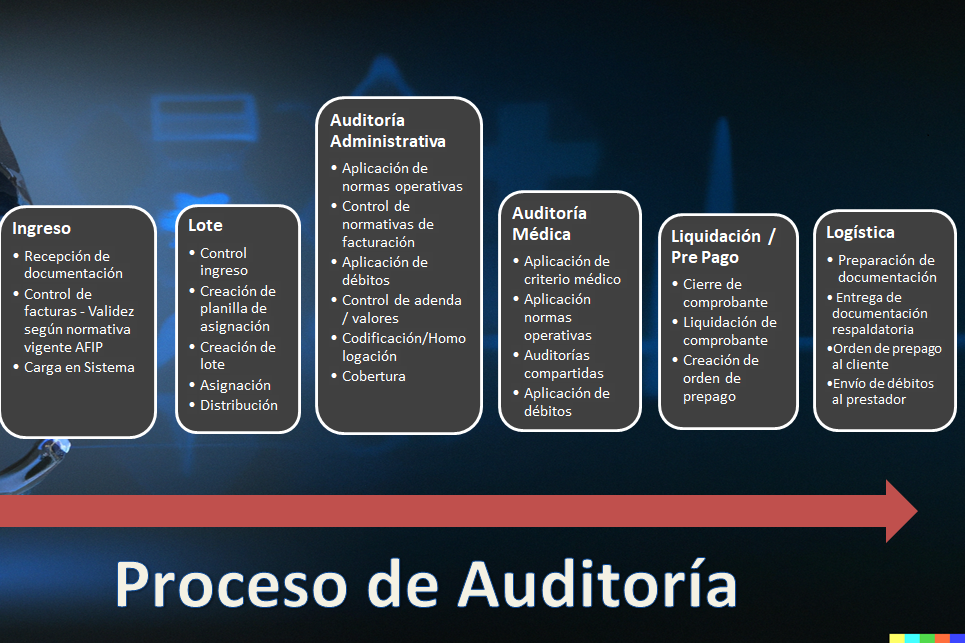 Ingreso
• Recepción de
documentación
• Control de
facturas - Validez
según normativa
vigente AFIP
• Carga en Sistema
Lote
• Control
ingreso
• Creación de
planilla de
asignación
• Creación de
lote
• Asignación
• Distribución
Auditoría
Administrativa
• Aplicación de
normas operativas
• Control de
normativas de
facturación
• Aplicación de
débitos
• Control de adenda
/ valores
• Codificación/Homo
logación
• Cobertura
Auditoría
Médica
• Aplicación de
criterio médico
• Aplicación
normas
operativas
• Auditorías
compartidas
• Aplicación de
débitos
Liquidación /
Pre Pago
• Cierre de
comprobante
• Liquidación de
comprobante
• Creación de
orden de
prepago
Logística
• Preparación de
documentación
• Entrega de
documentación
respaldatoria
•Orden de prepago
al cliente
•Envío de débitos
al prestador
Proceso de Auditoría